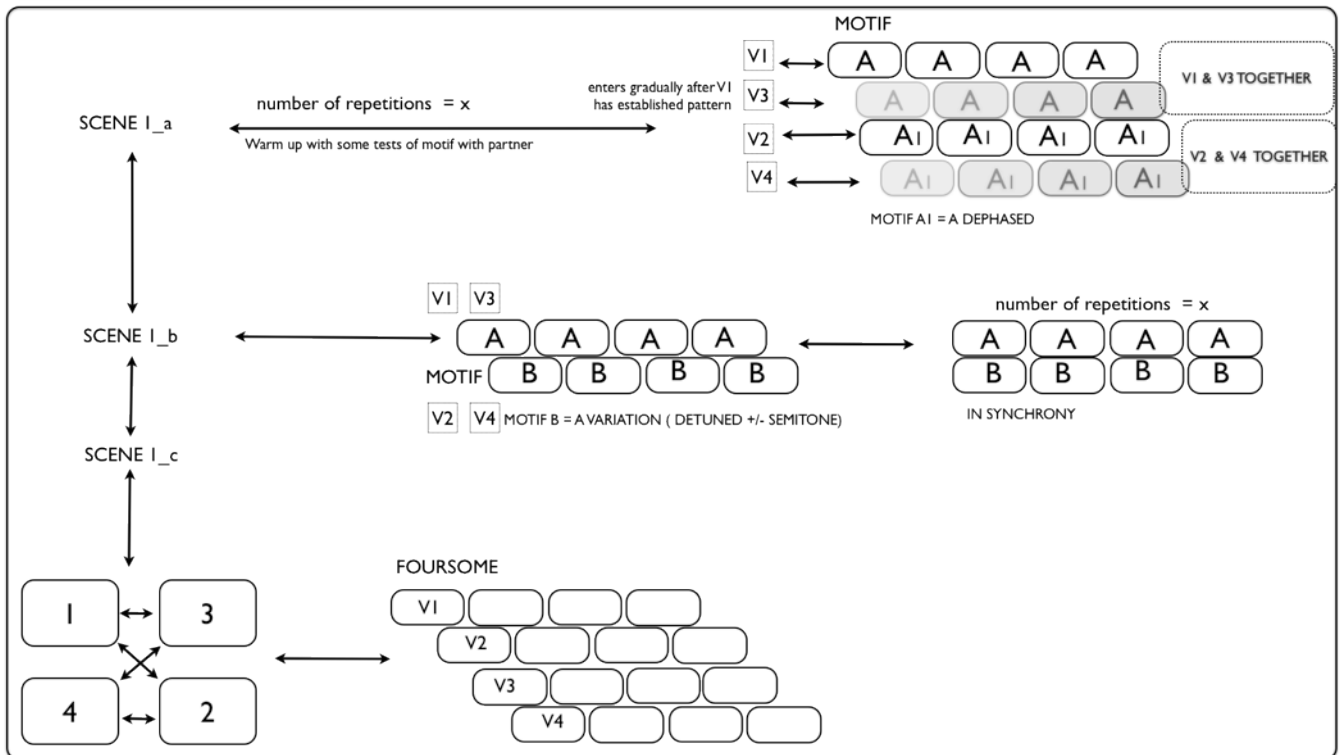 MOTIF
V1
A A A A
V1 & V3 TOGETHER
enters gradually after V1
has established pattern
V3
A A A A
number of repetitions = x
SCENE 1_a
Warm up with some tests of motif with partner
V2
A1 A1 A1 A1
V2 & V4 TOGETHER
V4
A1 A1 A1 A1
MOTIF A1 = A DEPHASED
V1 V3
number of repetitions = x
SCENE 1_b
A A A A
A A A A
MOTIF
B B B B
B B B B
V2 V4
MOTIF B = A VARIATION ( DETUNED +/- SEMITONE)
IN SYNCHRONY
SCENE 1_c
FOURSOME
1 3
4 2
V1
V2
V3
V4